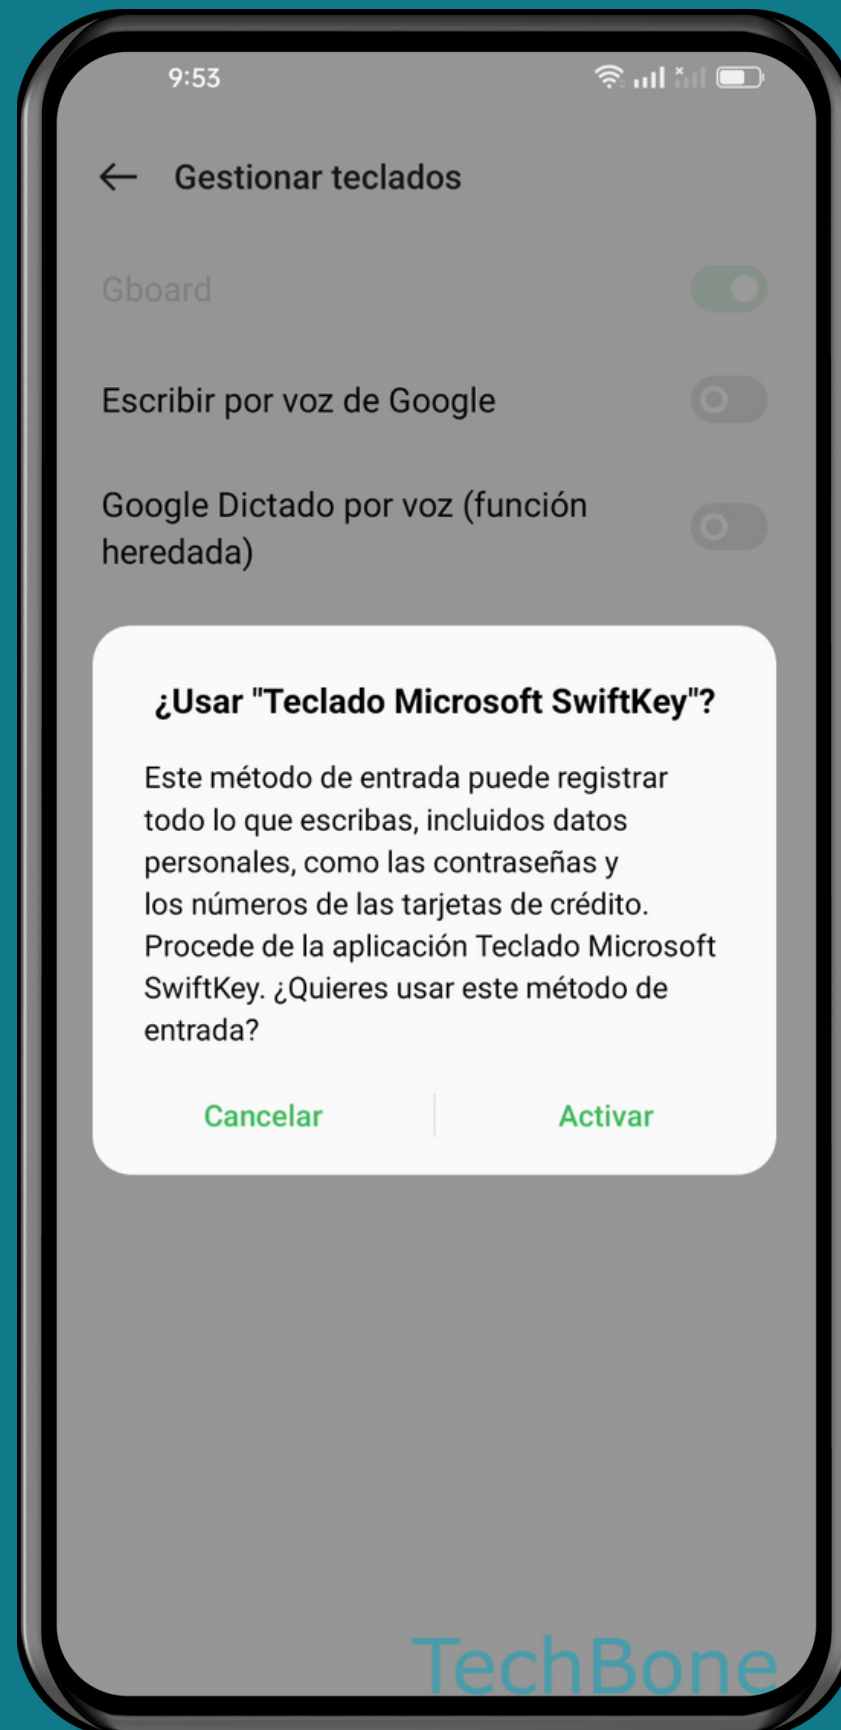 9:53
Gestionar teclados
Gboard
Escribir por voz de Google
Google Dictado por voz (función
heredada)
¿Usar "Teclado Microsoft SwiftKey"?
Este método de entrada puede registrar
todo lo que escribas, incluidos datos
personales, como las contraseñas y
los números de las tarjetas de crédito.
Procede de la aplicación Teclado Microsoft
SwiftKey. ¿Quieres usar este método de
entrada?
Cancelar
Activar
TechBone